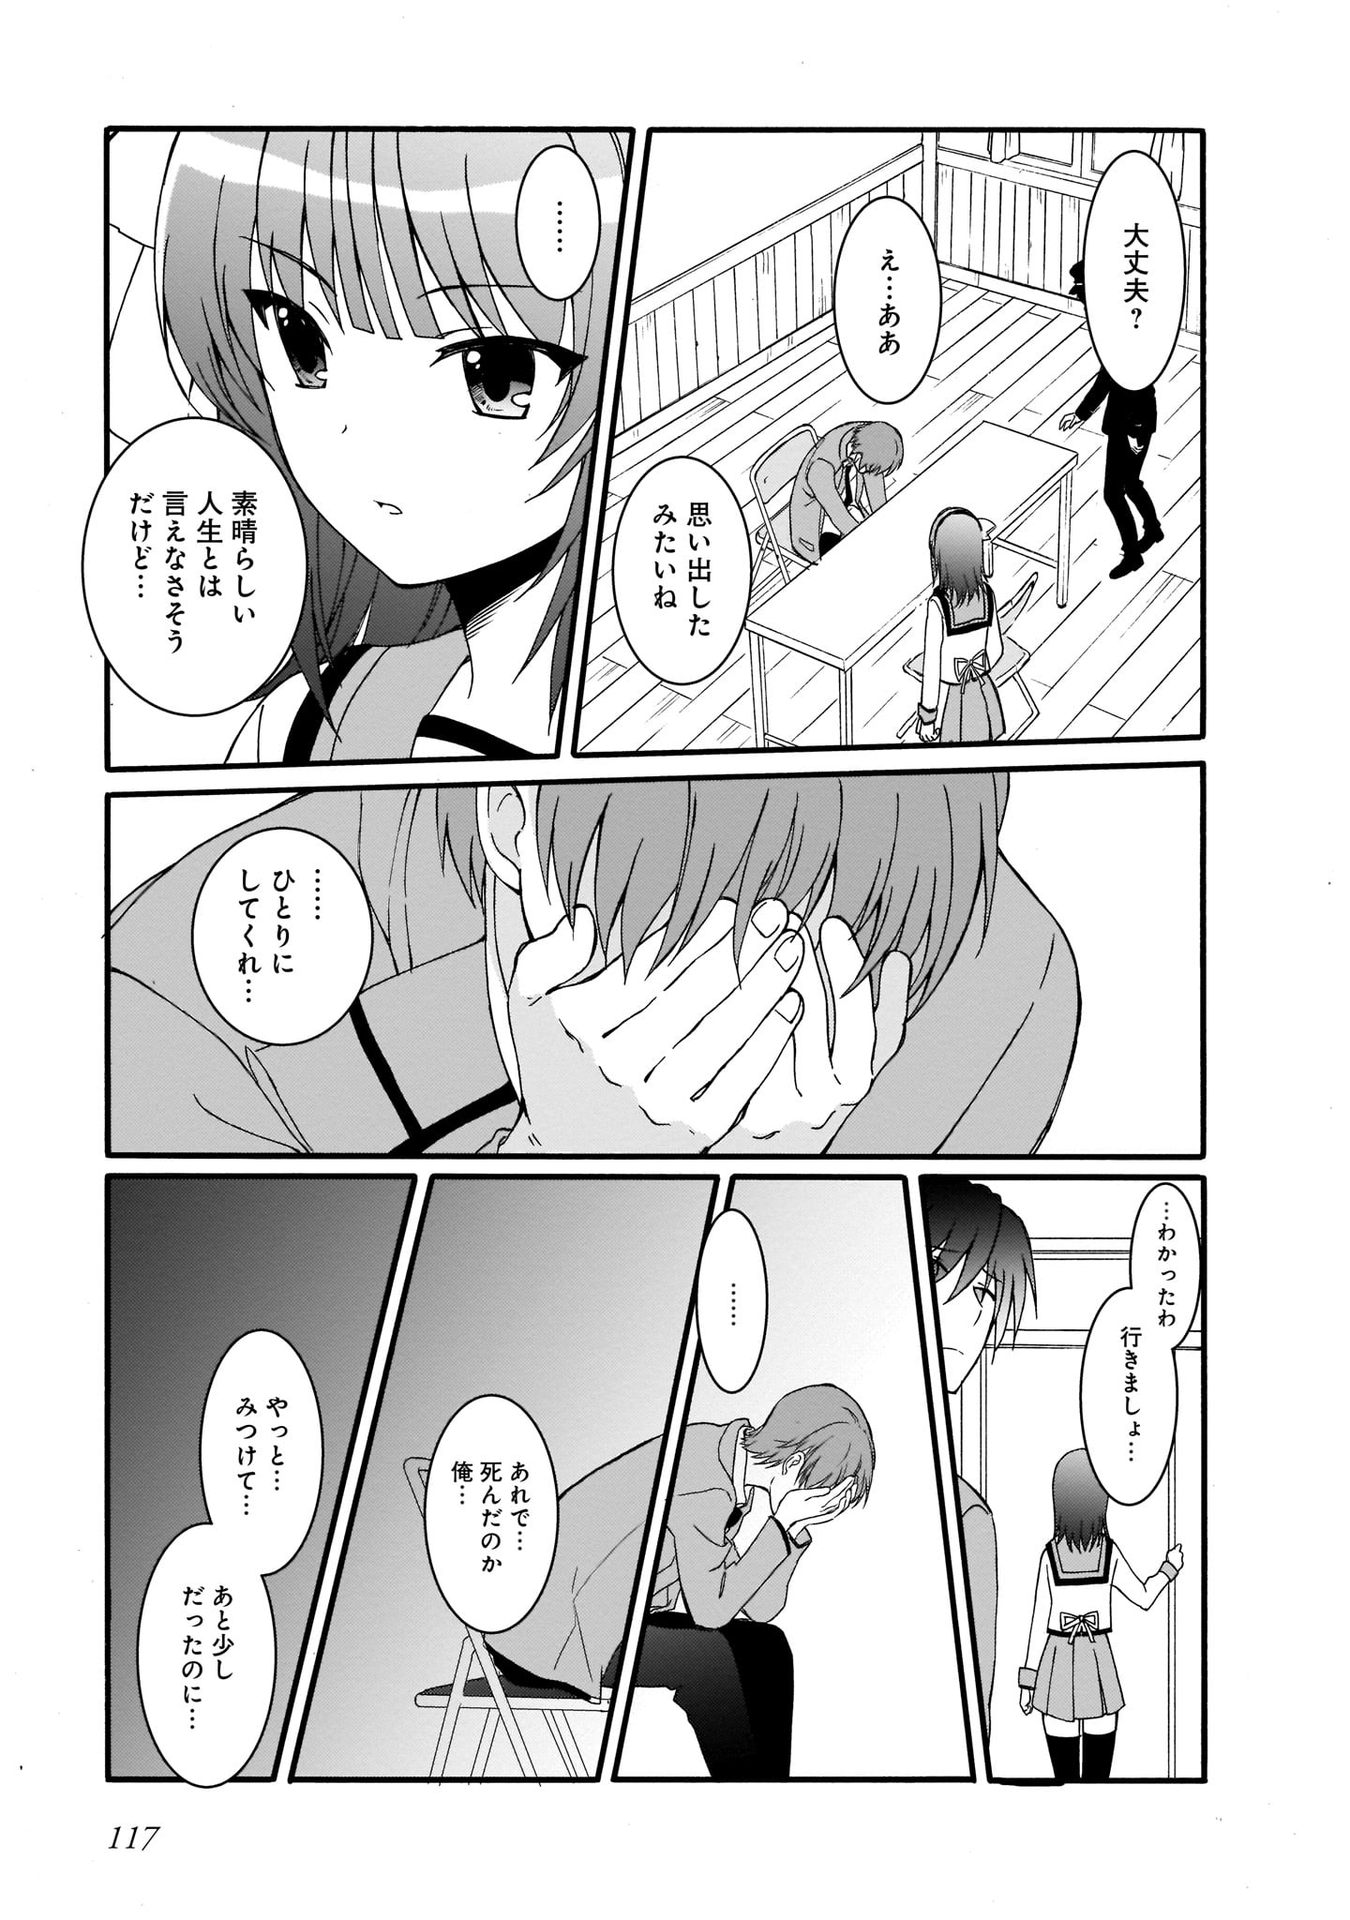 大丈夫?
え…ああ
思い出した
みたいね
……
素晴らしい
人生とは
言えなさそう
だけど…
……
ひとりに
してくれ…
…わかったわ
行きましょ…
……
あれで…
死んだのか
俺…
やっと…
みつけて…
あと少し
だったのに…
117